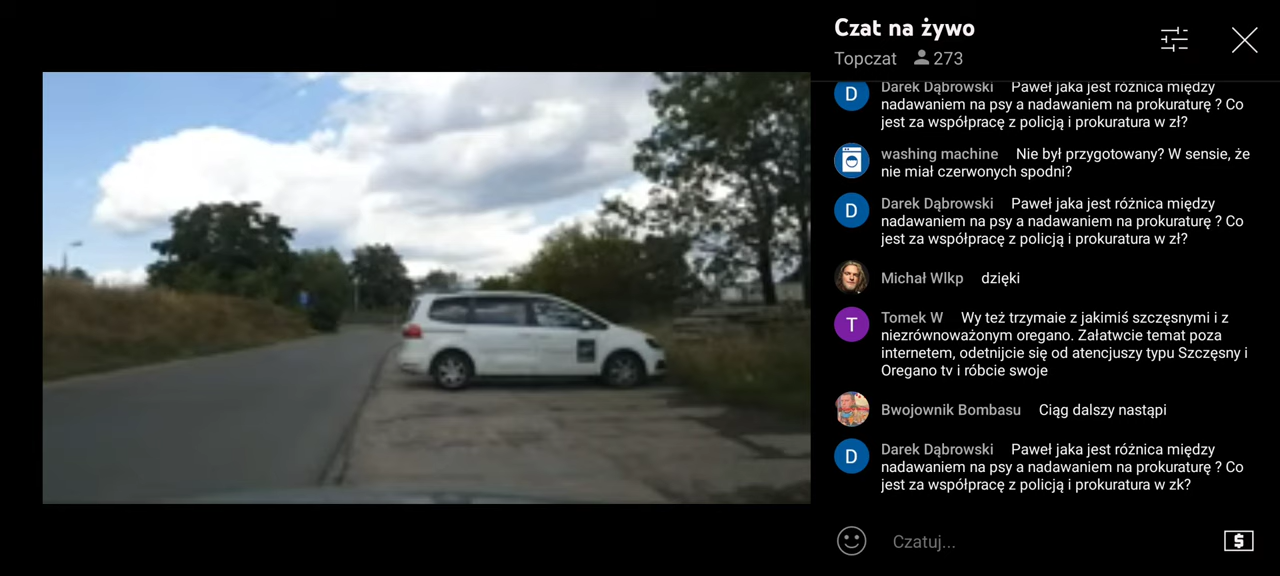 Czat na żywo
Topczat 273
D Darek Dąbrowski Paweł jaka jest różnica między
nadawaniem na psy a nadawaniem na prokuraturę ? Co
jest za współpracę z policją i prokuratura w zł?
washing machine Nie był przygotowany? W sensie, że
nie miał czerwonych spodni?
D Darek Dąbrowski Paweł jaka jest różnica między
nadawaniem na psy a nadawaniem na prokuraturę ? Co
jest za współpracę z policją i prokuratura w zł?
Michał Wlkp dzięki
T Tomek W Wy też trzymaie z jakimiś szczęsnymi i z
niezrównoważonym oregano. Załatwcie temat poza
internetem, odetnijcie się od atencjuszy typu Szczęsny i
Oregano tv i róbcie swoje
Bwojownik Bombasu Ciąg dalszy nastąpi
D Darek Dąbrowski Paweł jaka jest różnica między
nadawaniem na psy a nadawaniem na prokuraturę ? Co
jest za współpracę z policją i prokuratura w zk?
Czatuj...
$